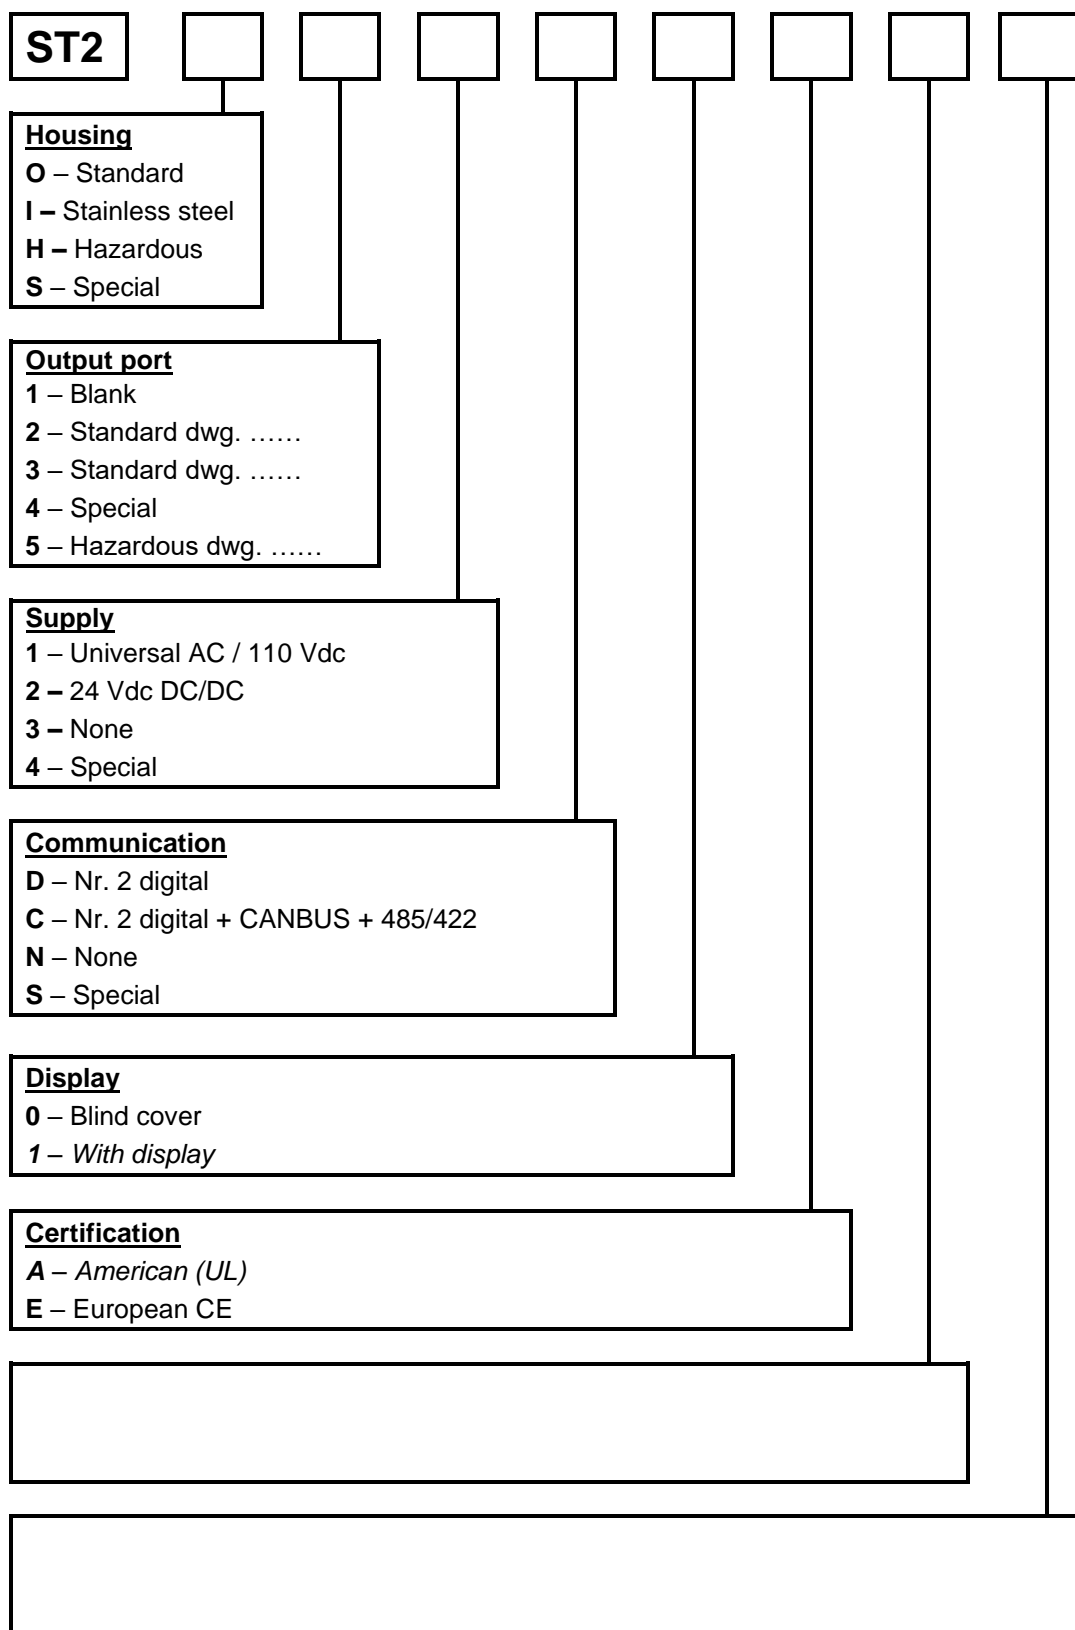 ST2
Housing
O – Standard
I – Stainless steel
H – Hazardous
S – Special
Output port
1 – Blank
2 – Standard dwg. ……
3 – Standard dwg. ……
4 – Special
5 – Hazardous dwg. ……
Supply
1 – Universal AC / 110 Vdc
2 – 24 Vdc DC/DC
3 – None
4 – Special
Communication
D – Nr. 2 digital
C – Nr. 2 digital + CANBUS + 485/422
N – None
S – Special
Display
0 – Blind cover
1 – With display
Certification
A – American (UL)
E – European CE